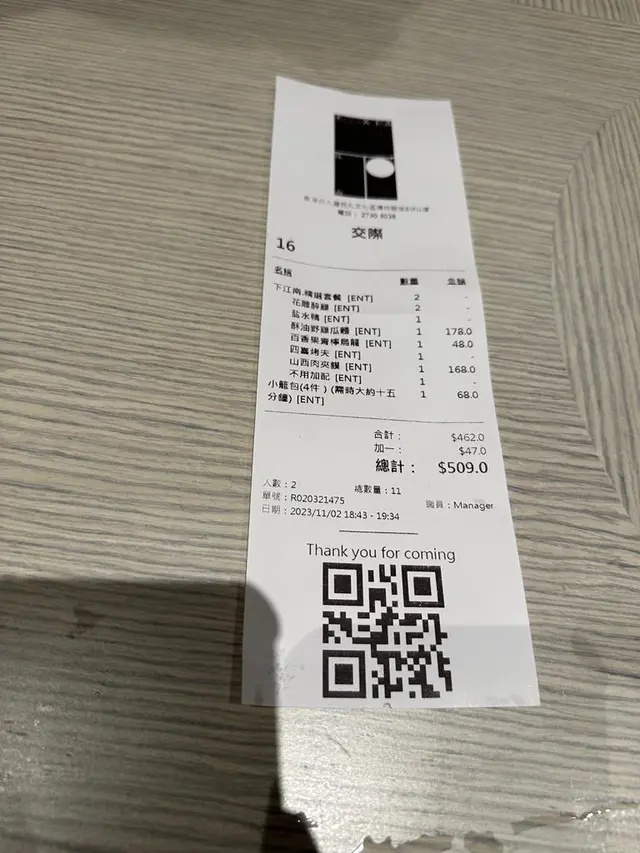 電話： 2730 8038
交際
16
名稱 數量 金額
下江南.精選套餐 [ENT] 2 -
花雕醉雞 [ENT] 2 -
鹽水鴨 [ENT] 1 -
酥油野雞瓜麵 [ENT] 1 178.0
百香果青檸烏龍 [ENT] 1 48.0
四喜烤夫 [ENT] 1 -
山西肉夾饃 [ENT] 1 168.0
不用加配 [ENT] 1 -
小籠包(4件) (需時大約十五
分鐘) [ENT] 1 68.0
合計： $462.0
加一： $47.0
總計： $509.0
人數：2 總數量：11
單號：R020321475 職員：Manager
日期：2023/11/02 18:43 - 19:34
Thank you for coming